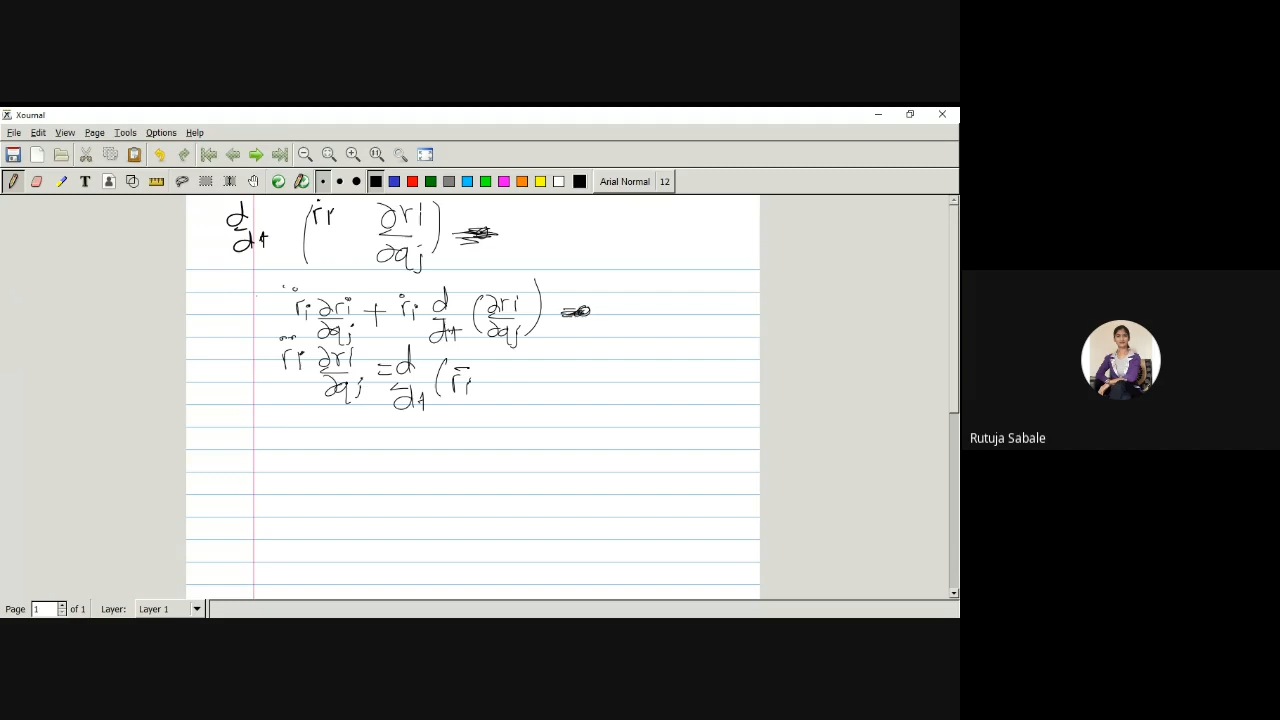 Xournal
File Edit View Page Tools Options Help
Arial Normal 12
d/dt (ṙi ∂ri/∂qj)
r̈i ∂ri/∂qj + ṙi d/dt (∂ri/∂qj)
r̈i ∂ri/∂qj = d/dt (r̄i
Rutuja Sabale
Page 1 of 1 Layer: Layer 1